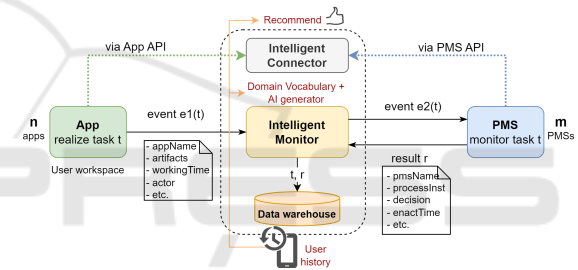 Recommend
via App API
Intelligent
Connector
via PMS API
Domain Vocabulary +
AI generator
n
apps
App
realize task t
User workspace
event e1(t)
Intelligent
Monitor
event e2(t)
PMS
monitor task t
m
PMSs
- appName
- artifacts
- workingTime
- actor
- etc.
t, r
result r
- pmsName
- processInst
- decision
- enactTime
- etc.
Data warehouse
User
history